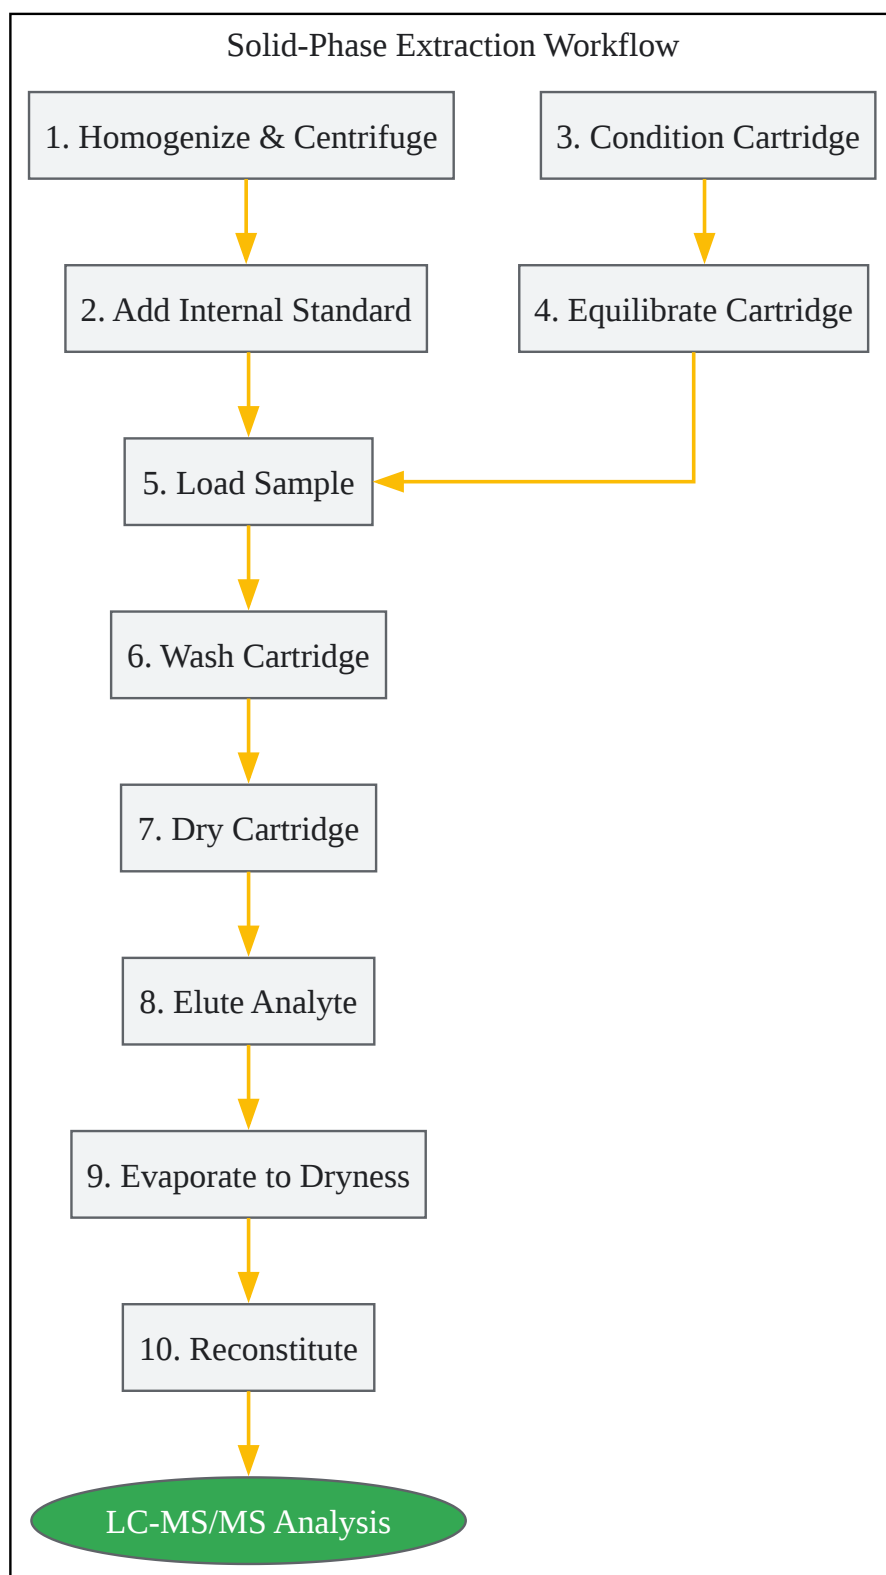 Solid-Phase Extraction Workflow
1. Homogenize & Centrifuge
3. Condition Cartridge
2. Add Internal Standard
4. Equilibrate Cartridge
5. Load Sample
6. Wash Cartridge
7. Dry Cartridge
8. Elute Analyte
9. Evaporate to Dryness
10. Reconstitute
LC-MS/MS Analysis